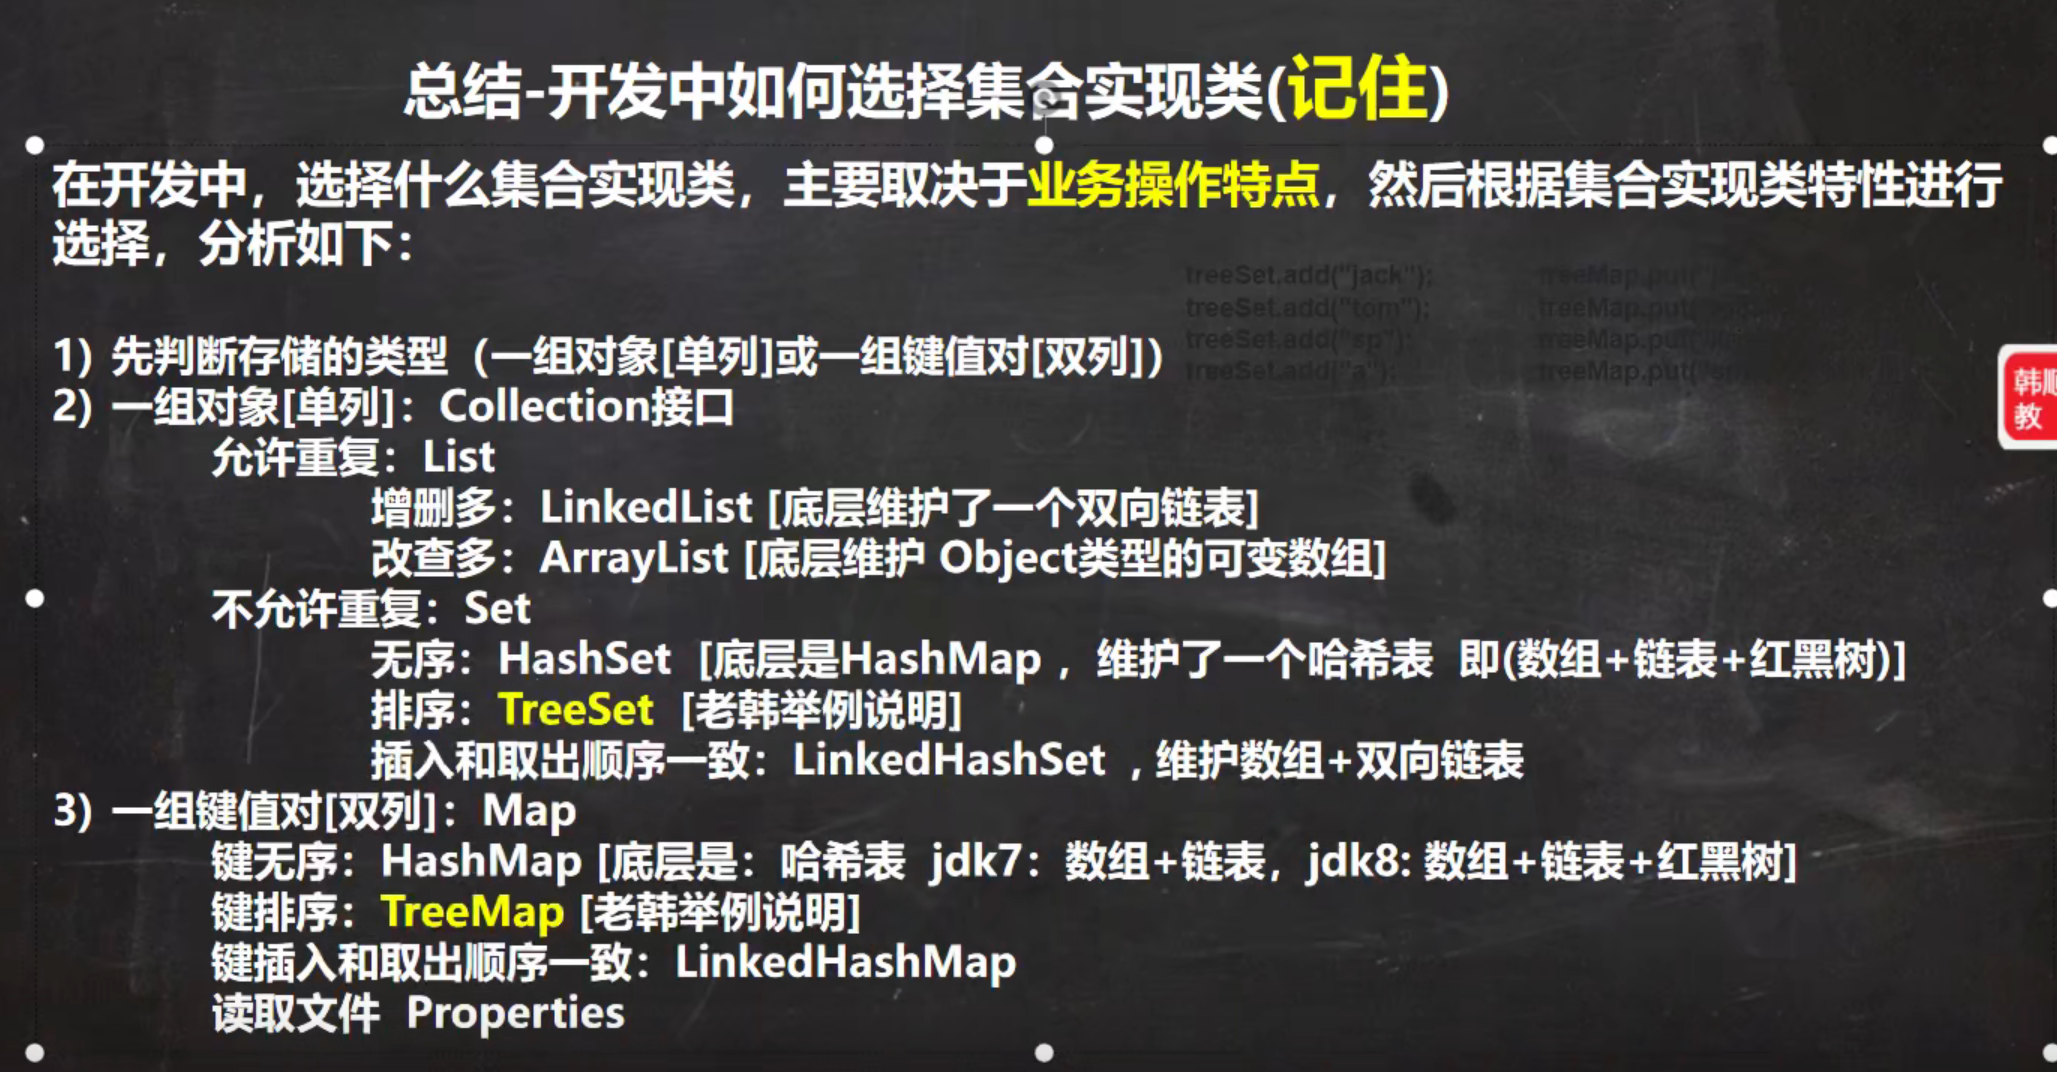 总结-开发中如何选择集合实现类(记住)
在开发中，选择什么集合实现类，主要取决于业务操作特点，然后根据集合实现类特性进行
选择，分析如下：
treeSet.add("jack");
treeSet.add("tom");
treeSet.add("sp");
treeSet.add("a");
treeMap.put("
treeMap.put(
treeMap.put(
treeMap.put(
1) 先判断存储的类型（一组对象[单列]或一组键值对[双列]）
2) 一组对象[单列]：Collection接口
允许重复：List
增删多：LinkedList [底层维护了一个双向链表]
改查多：ArrayList [底层维护 Object类型的可变数组]
不允许重复：Set
无序：HashSet [底层是HashMap ，维护了一个哈希表 即(数组+链表+红黑树)]
排序：TreeSet [老韩举例说明]
插入和取出顺序一致：LinkedHashSet , 维护数组+双向链表
3) 一组键值对[双列]：Map
键无序：HashMap [底层是：哈希表 jdk7：数组+链表，jdk8: 数组+链表+红黑树]
键排序：TreeMap [老韩举例说明]
键插入和取出顺序一致：LinkedHashMap
读取文件 Properties
韩顺
教